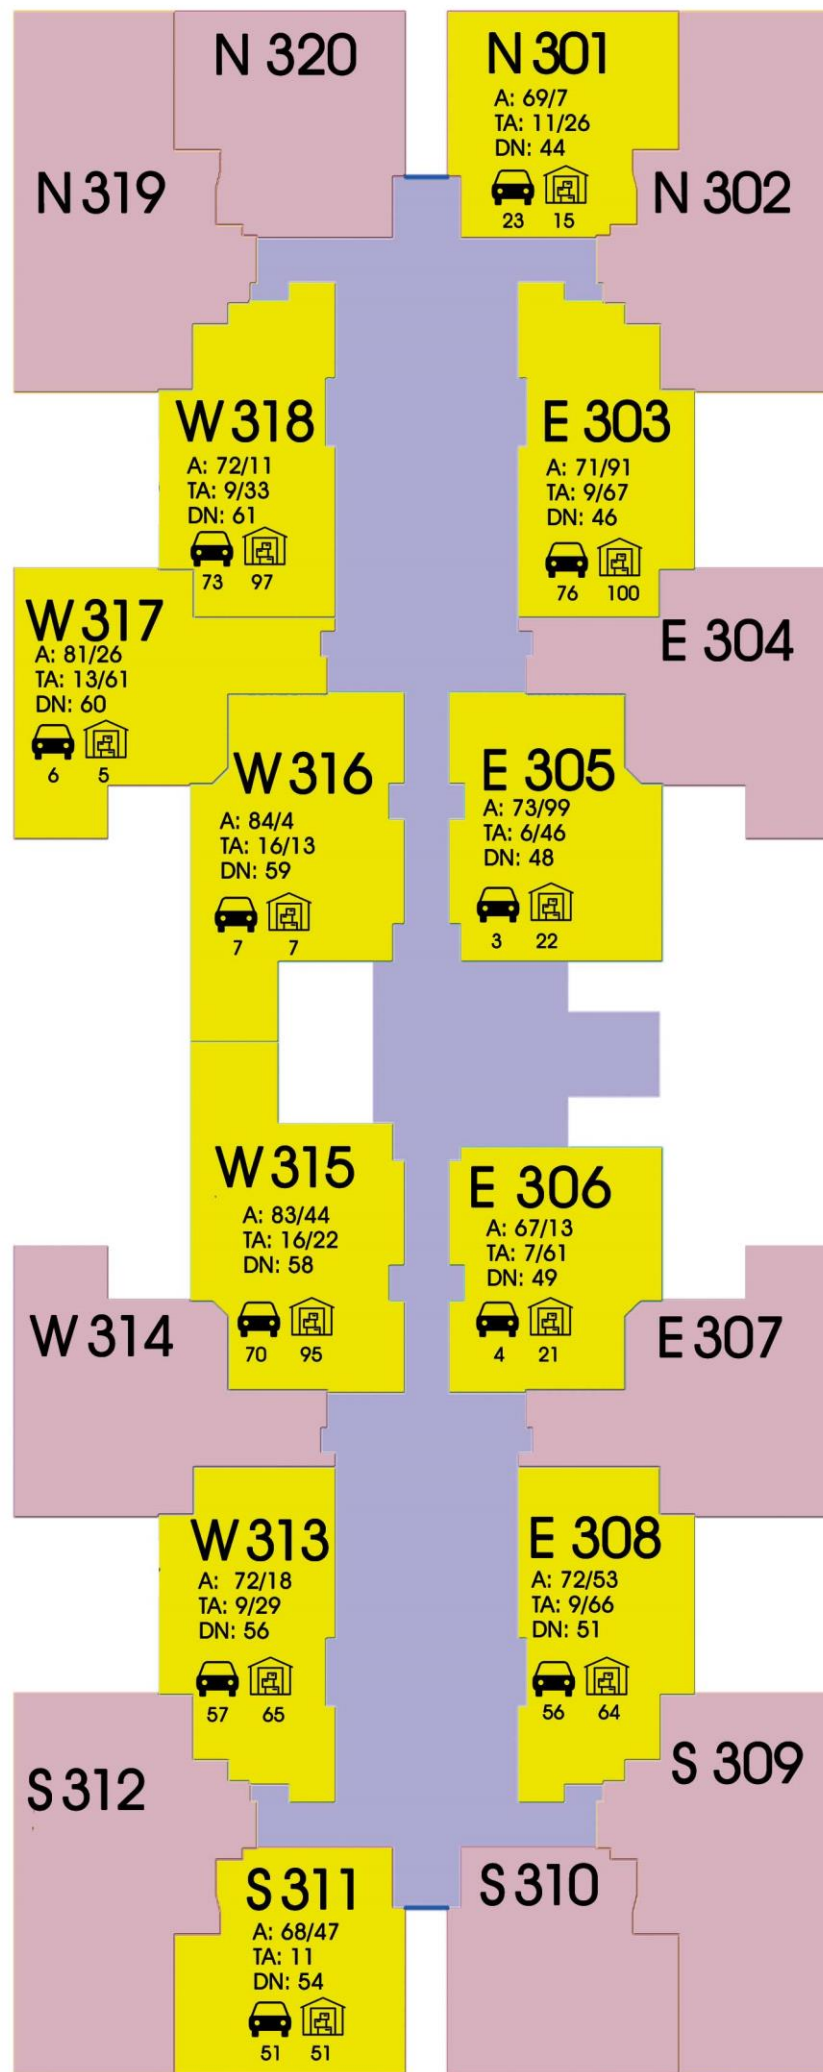 N 320
N 301
A: 69/7
TA: 11/26
DN: 44
23 15
N 319
N 302
W 318
A: 72/11
TA: 9/33
DN: 61
73 97
E 303
A: 71/91
TA: 9/67
DN: 46
76 100
W 317
A: 81/26
TA: 13/61
DN: 60
6 5
E 304
W 316
A: 84/4
TA: 16/13
DN: 59
7 7
E 305
A: 73/99
TA: 6/46
DN: 48
3 22
W 315
A: 83/44
TA: 16/22
DN: 58
70 95
E 306
A: 67/13
TA: 7/61
DN: 49
4 21
W 314
E 307
W 313
A: 72/18
TA: 9/29
DN: 56
57 65
E 308
A: 72/53
TA: 9/66
DN: 51
56 64
S 312
S 309
S 311
A: 68/47
TA: 11
DN: 54
51 51
S 310